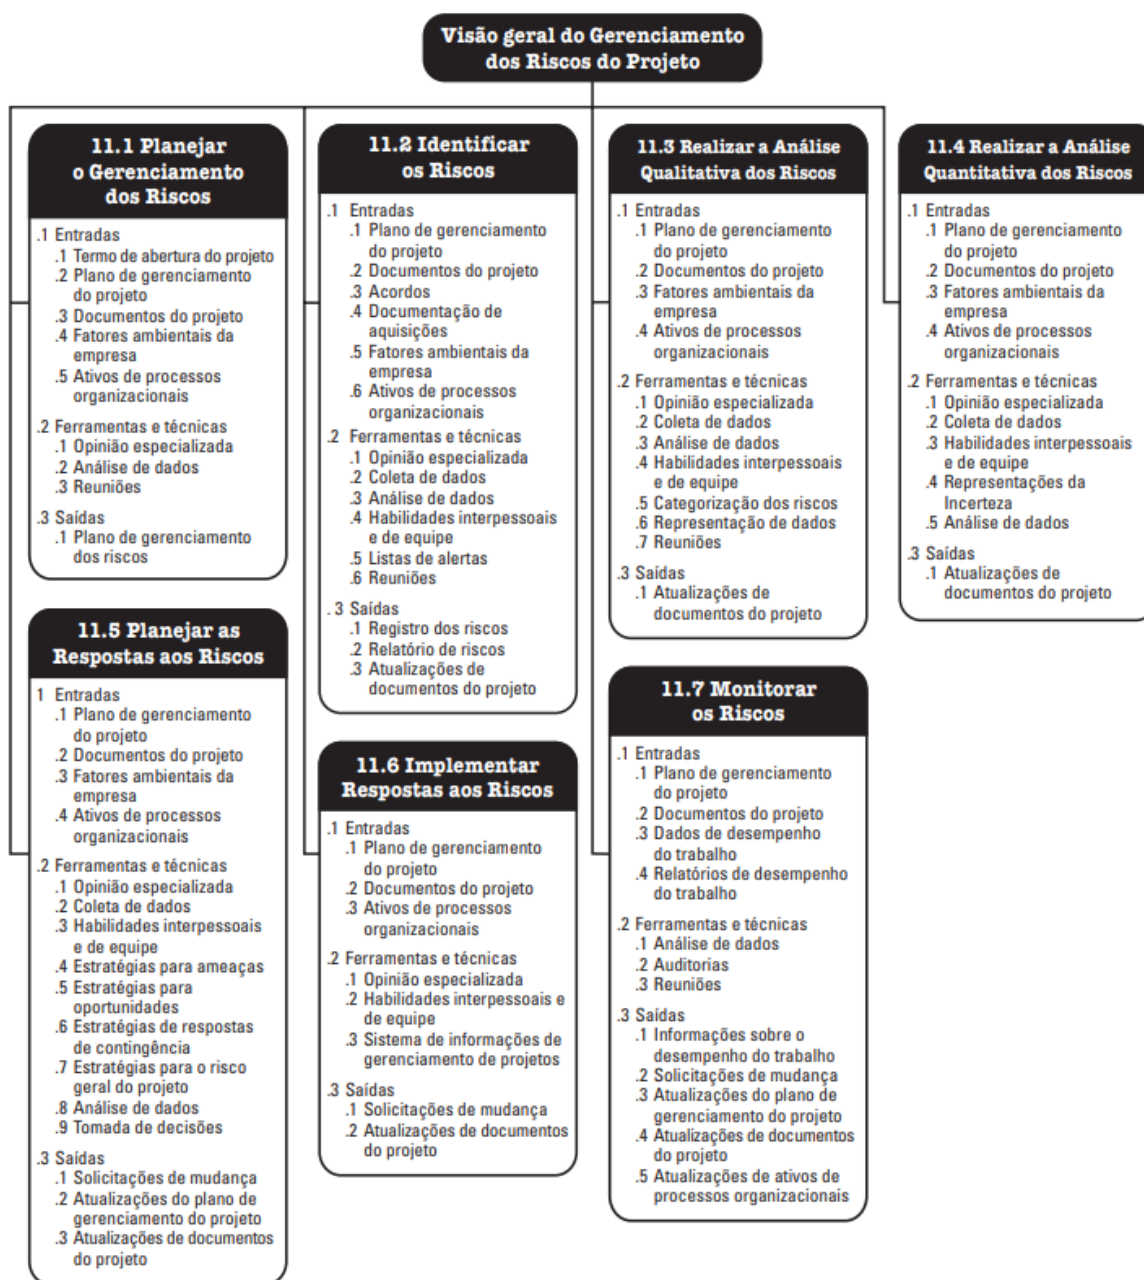 Visão geral do Gerenciamento
dos Riscos do Projeto
11.1 Planejar
o Gerenciamento
dos Riscos
.1 Entradas
.1 Termo de abertura do projeto
.2 Plano de gerenciamento
do projeto
.3 Documentos do projeto
.4 Fatores ambientais da
empresa
.5 Ativos de processos
organizacionais
.2 Ferramentas e técnicas
.1 Opinião especializada
.2 Análise de dados
.3 Reuniões
.3 Saídas
.1 Plano de gerenciamento
dos riscos
11.2 Identificar
os Riscos
.1 Entradas
.1 Plano de gerenciamento
do projeto
.2 Documentos do projeto
.3 Acordos
.4 Documentação de
aquisições
.5 Fatores ambientais da
empresa
.6 Ativos de processos
organizacionais
.2 Ferramentas e técnicas
.1 Opinião especializada
.2 Coleta de dados
.3 Análise de dados
.4 Habilidades interpessoais
e de equipe
.5 Listas de alertas
.6 Reuniões
. 3 Saídas
.1 Registro dos riscos
.2 Relatório de riscos
.3 Atualizações de
documentos do projeto
11.3 Realizar a Análise
Qualitativa dos Riscos
.1 Entradas
.1 Plano de gerenciamento
do projeto
.2 Documentos do projeto
.3 Fatores ambientais da
empresa
.4 Ativos de processos
organizacionais
.2 Ferramentas e técnicas
.1 Opinião especializada
.2 Coleta de dados
.3 Análise de dados
.4 Habilidades interpessoais
e de equipe
.5 Categorização dos riscos
.6 Representação de dados
.7 Reuniões
.3 Saídas
.1 Atualizações de
documentos do projeto
11.4 Realizar a Análise
Quantitativa dos Riscos
.1 Entradas
.1 Plano de gerenciamento
do projeto
.2 Documentos do projeto
.3 Fatores ambientais da
empresa
.4 Ativos de processos
organizacionais
.2 Ferramentas e técnicas
.1 Opinião especializada
.2 Coleta de dados
.3 Habilidades interpessoais
e de equipe
.4 Representações da
Incerteza
.5 Análise de dados
.3 Saídas
.1 Atualizações de
documentos do projeto
11.5 Planejar as
Respostas aos Riscos
1 Entradas
.1 Plano de gerenciamento
do projeto
.2 Documentos do projeto
.3 Fatores ambientais da
empresa
.4 Ativos de processos
organizacionais
.2 Ferramentas e técnicas
.1 Opinião especializada
.2 Coleta de dados
.3 Habilidades interpessoais
e de equipe
.4 Estratégias para ameaças
.5 Estratégias para
oportunidades
.6 Estratégias de respostas
de contingência
.7 Estratégias para o risco
geral do projeto
.8 Análise de dados
.9 Tomada de decisões
.3 Saídas
.1 Solicitações de mudança
.2 Atualizações do plano de
gerenciamento do projeto
.3 Atualizações de documentos
do projeto
11.6 Implementar
Respostas aos Riscos
.1 Entradas
.1 Plano de gerenciamento
do projeto
.2 Documentos do projeto
.3 Ativos de processos
organizacionais
.2 Ferramentas e técnicas
.1 Opinião especializada
.2 Habilidades interpessoais e
de equipe
.3 Sistema de informações de
gerenciamento de projetos
.3 Saídas
.1 Solicitações de mudança
.2 Atualizações de documentos
do projeto
11.7 Monitorar
os Riscos
.1 Entradas
.1 Plano de gerenciamento
do projeto
.2 Documentos do projeto
.3 Dados de desempenho
do trabalho
.4 Relatórios de desempenho
do trabalho
.2 Ferramentas e técnicas
.1 Análise de dados
.2 Auditorias
.3 Reuniões
.3 Saídas
.1 Informações sobre o
desempenho do trabalho
.2 Solicitações de mudança
.3 Atualizações do plano de
gerenciamento do projeto
.4 Atualizações de documentos
do projeto
.5 Atualizações de ativos de
processos organizacionais